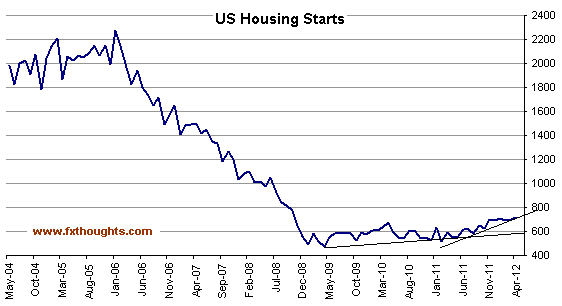 US Housing Starts
2400
2200
2000
1800
1600
1400
1200
1000
800
600
400
www.fxthoughts.com
May-04
Oct-04
Mar-05
Aug-05
Jan-06
Jun-06
Nov-06
Apr-07
Sep-07
Feb-08
Jul-08
Dec-08
May-09
Oct-09
Mar-10
Aug-10
Jan-11
Jun-11
Nov-11
Apr-12